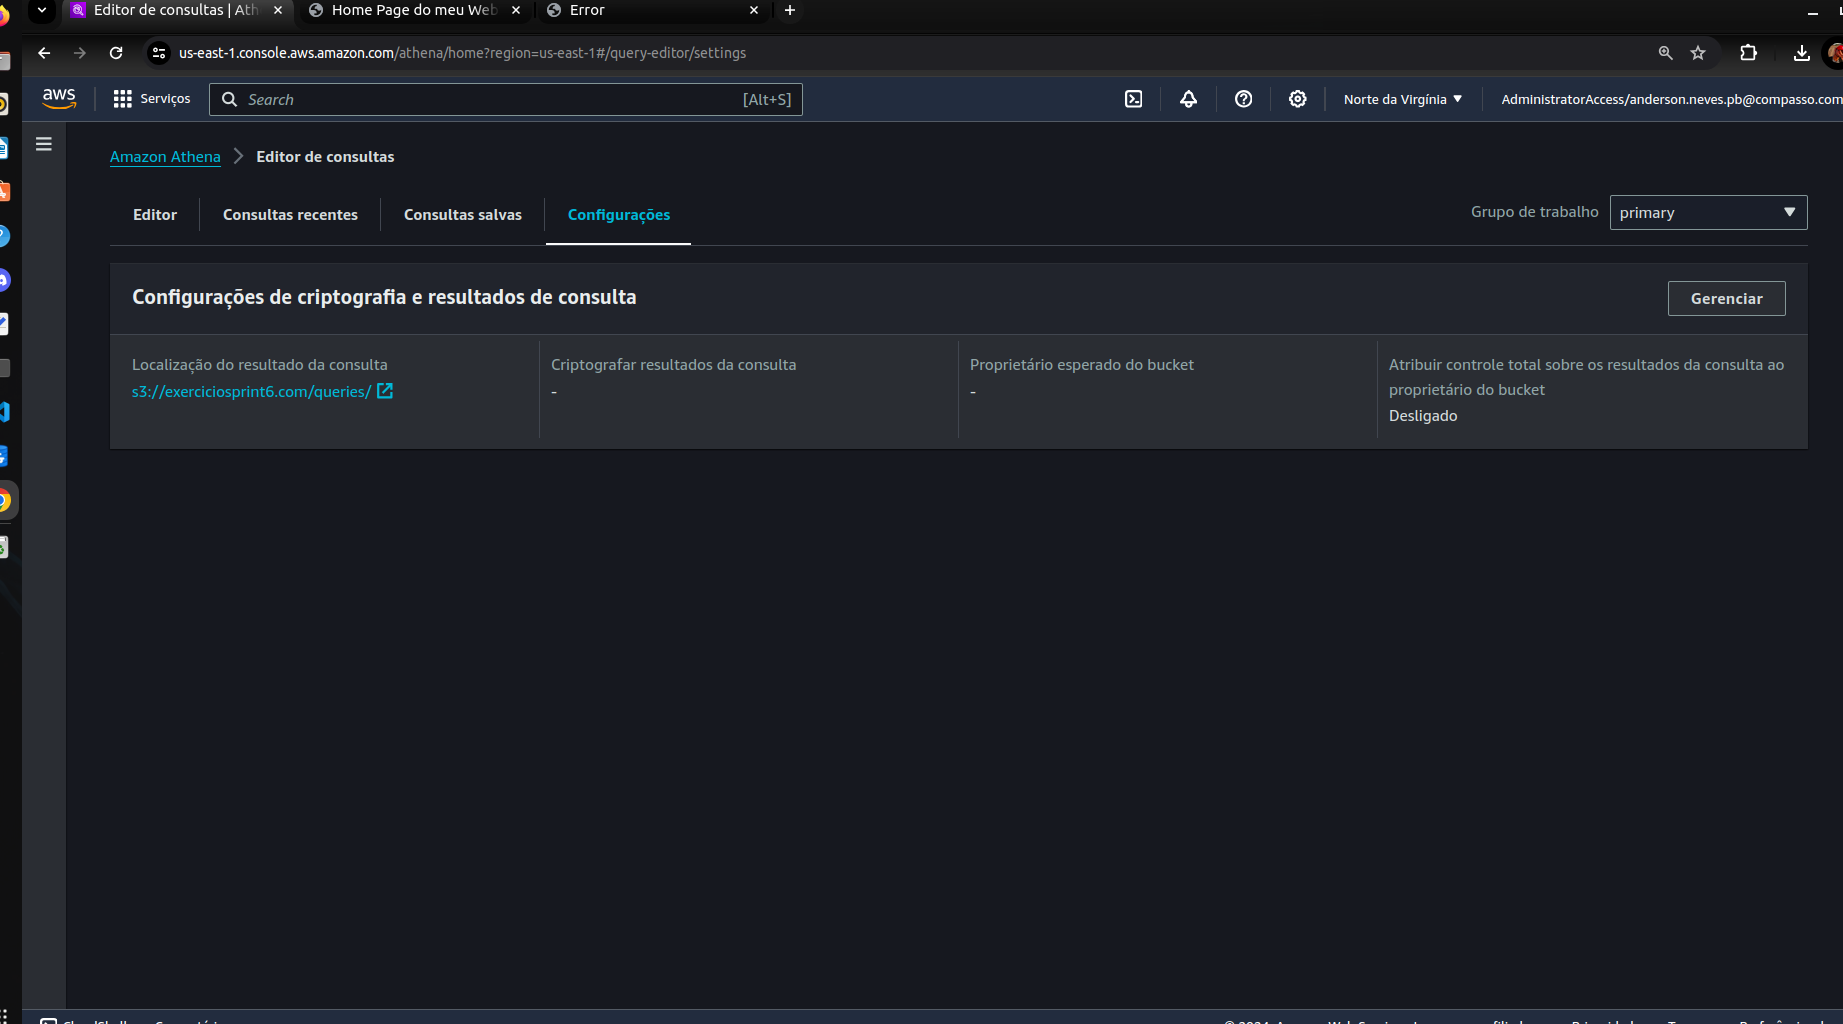 Editor de consultas | Ath
Home Page do meu Web
Error
us-east-1.console.aws.amazon.com/athena/home?region=us-east-1#/query-editor/settings
aws
Serviços
Search
[Alt+S]
Norte da Virgínia
AdministratorAccess/anderson.neves.pb@compasso.com
Amazon Athena
Editor de consultas
Editor
Consultas recentes
Consultas salvas
Configurações
Grupo de trabalho
primary
Configurações de criptografia e resultados de consulta
Gerenciar
Localização do resultado da consulta
s3://exerciciosprint6.com/queries/
Criptografar resultados da consulta
-
Proprietário esperado do bucket
-
Atribuir controle total sobre os resultados da consulta ao
proprietário do bucket
Desligado